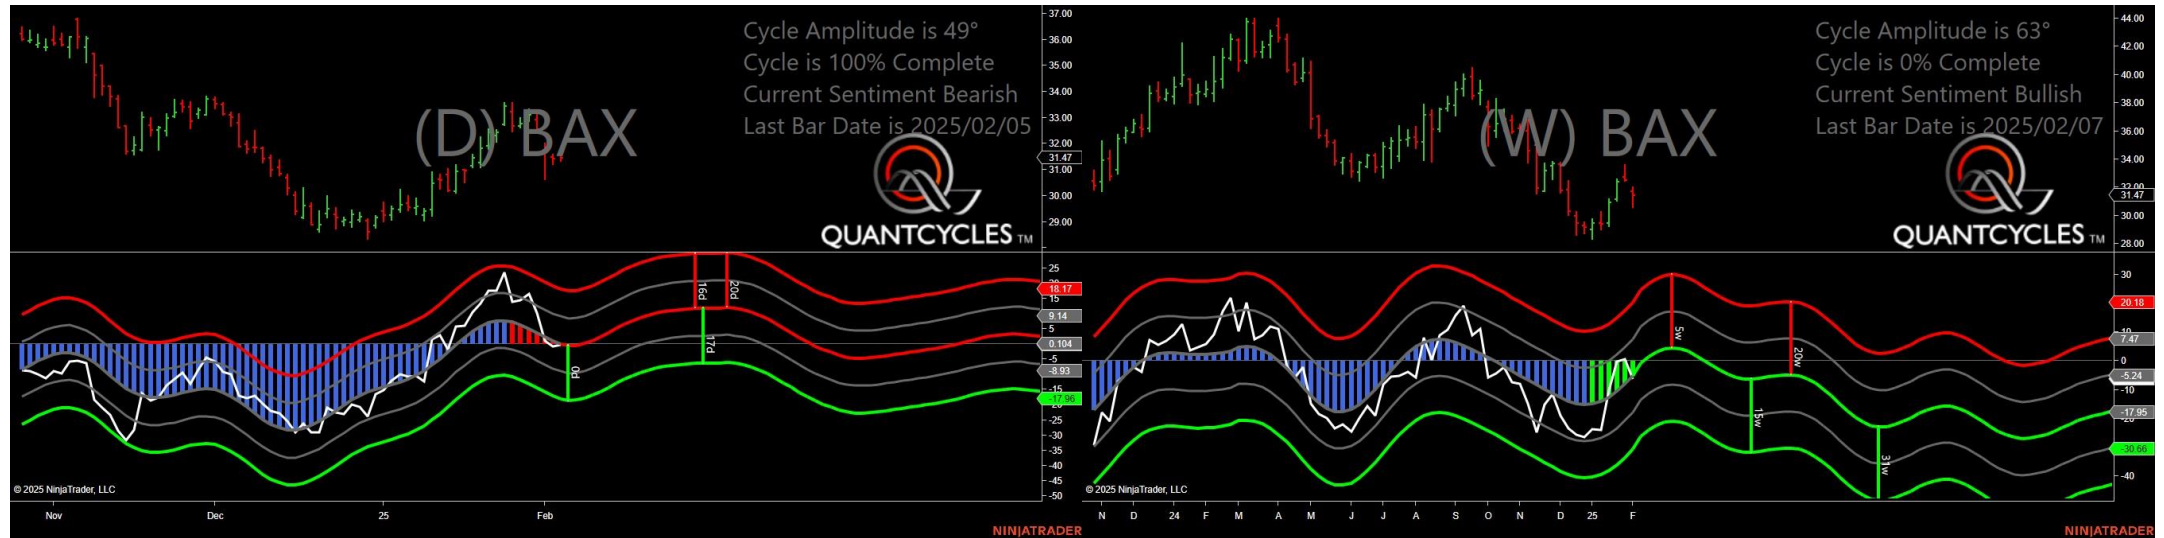 Cycle Amplitude is 49°
Cycle is 100% Complete
Current Sentiment Bearish
Last Bar Date is 2025/02/05
(D) BAX
QUANTCYCLES TM
37.00
36.00
35.00
34.00
33.00
32.00
31.47
31.00
30.00
29.00
16d
20d
17d
0d
25
18.17
15
9.14
5
0.104
-5
-8.93
-15
-17.96
-25
-30
-35
-40
-45
-50
© 2025 NinjaTrader, LLC
Nov
Dec
25
Feb
NINJATRADER
Cycle Amplitude is 63°
Cycle is 0% Complete
Current Sentiment Bullish
Last Bar Date is 2025/02/07
(W) BAX
QUANTCYCLES TM
44.00
42.00
40.00
38.00
36.00
34.00
32.00
31.47
30.00
28.00
5w
20w
15w
31w
30
20.18
10
7.47
0
-5.24
-10
-17.95
-30.66
-40
© 2025 NinjaTrader, LLC
N
D
24
F
M
A
M
J
J
A
S
O
N
D
25
F
NINJATRADER